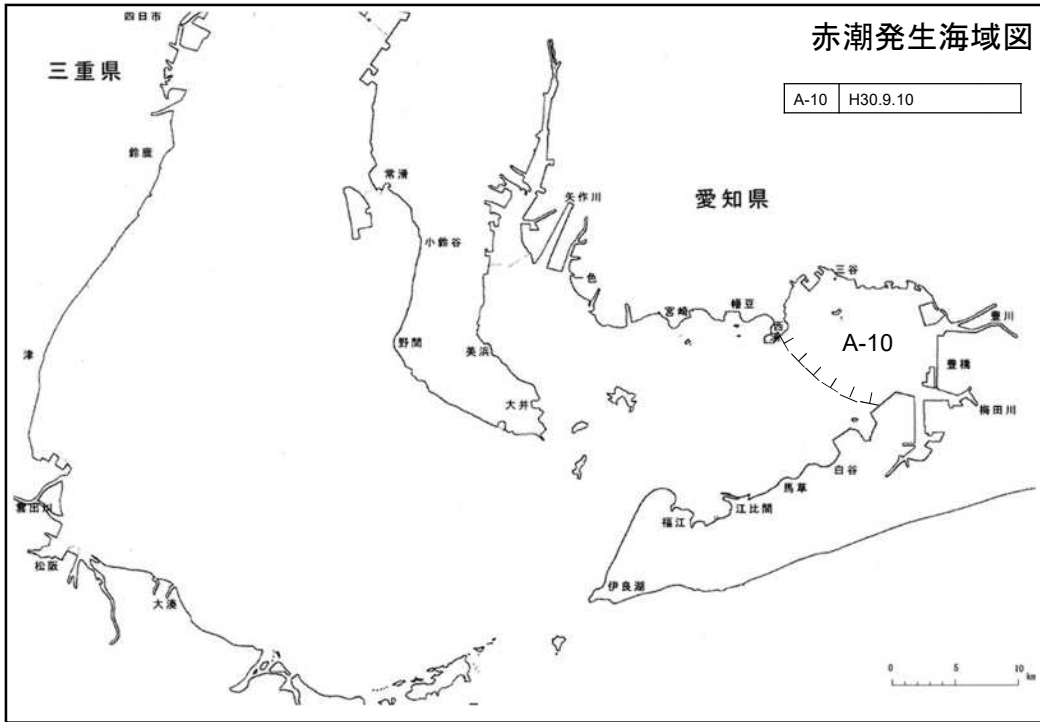 赤潮発生海域図
A-10 H30.9.10
四日市
三重県
鈴鹿
常滑
矢作川
愛知県
小鈴谷
一色
三谷
宮崎
幡豆
西浦
豊川
A-10
津
野間
美浜
豊橋
大井
梅田川
白谷
馬草
江比間
福江
雲出川
松阪
伊良湖
大湊
0 5 10
km